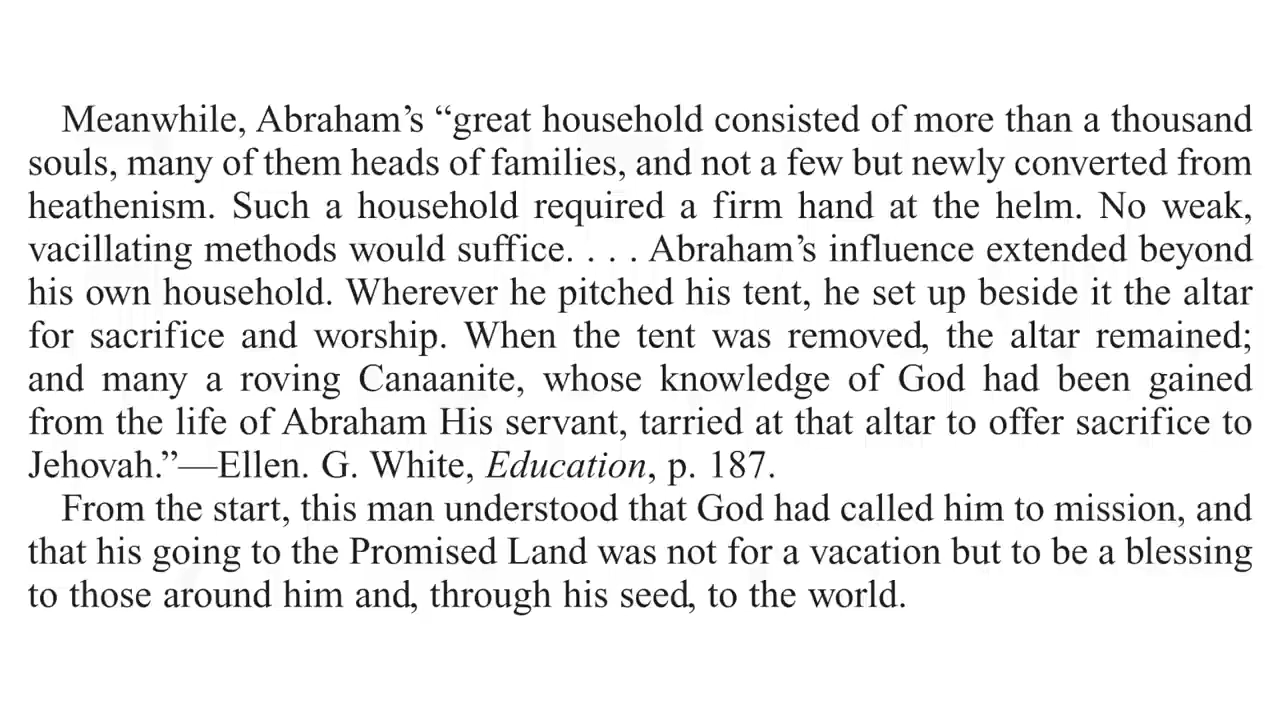 Meanwhile, Abraham’s “great household consisted of more than a thousand
souls, many of them heads of families, and not a few but newly converted from
heathenism. Such a household required a firm hand at the helm. No weak,
vacillating methods would suffice. . . . Abraham’s influence extended beyond
his own household. Wherever he pitched his tent, he set up beside it the altar
for sacrifice and worship. When the tent was removed, the altar remained;
and many a roving Canaanite, whose knowledge of God had been gained
from the life of Abraham His servant, tarried at that altar to offer sacrifice to
Jehovah.”—Ellen. G. White, Education, p. 187.
From the start, this man understood that God had called him to mission, and
that his going to the Promised Land was not for a vacation but to be a blessing
to those around him and, through his seed, to the world.